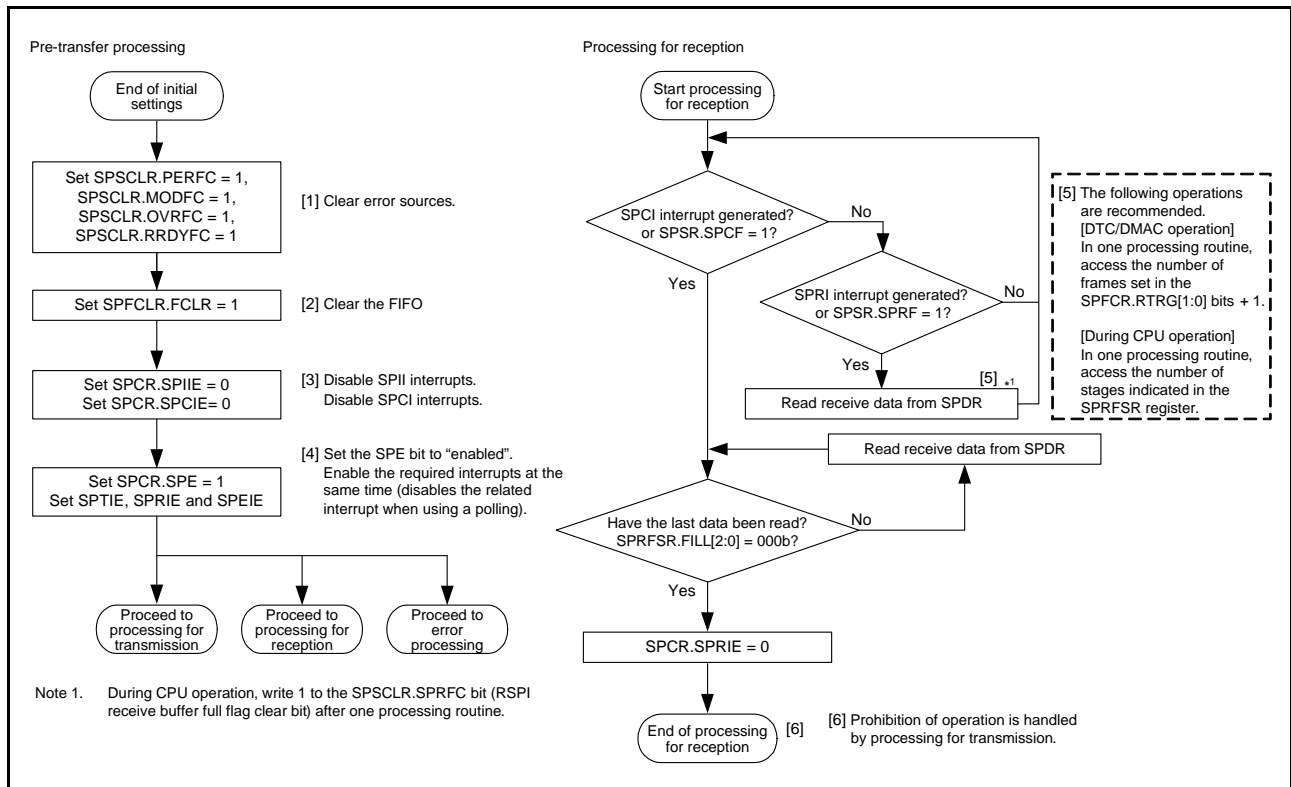 Pre-transfer processing
End of initial
settings
Set SPSCLR.PERFC = 1,
SPSCLR.MODFC = 1,
SPSCLR.OVRFC = 1,
SPSCLR.RRDYFC = 1
[1] Clear error sources.
Set SPFCLR.FCLR = 1
[2] Clear the FIFO
Set SPCR.SPIIE = 0
Set SPCR.SPCIE= 0
[3] Disable SPII interrupts.
Disable SPCI interrupts.
Set SPCR.SPE = 1
Set SPTIE, SPRIE and SPEIE
[4] Set the SPE bit to “enabled”.
Enable the required interrupts at the
same time (disables the related
interrupt when using a polling).
Proceed to
processing for
transmission
Proceed to
processing for
reception
Proceed to
error
processing
Note 1. During CPU operation, write 1 to the SPSCLR.SPRFC bit (RSPI
receive buffer full flag clear bit) after one processing routine.
Processing for reception
Start processing
for reception
SPCI interrupt generated?
or SPSR.SPCF = 1?
No
Yes
SPRI interrupt generated?
or SPSR.SPRF = 1?
No
Yes
[5] *1
Read receive data from SPDR
[5] The following operations
are recommended.
[DTC/DMAC operation]
In one processing routine,
access the number of
frames set in the
SPFCR.RTRG[1:0] bits + 1.
[During CPU operation]
In one processing routine,
access the number of
stages indicated in the
SPRFSR register.
Read receive data from SPDR
Have the last data been read?
SPRFSR.FILL[2:0] = 000b?
No
Yes
SPCR.SPRIE = 0
End of processing
for reception
[6]
[6] Prohibition of operation is handled
by processing for transmission.